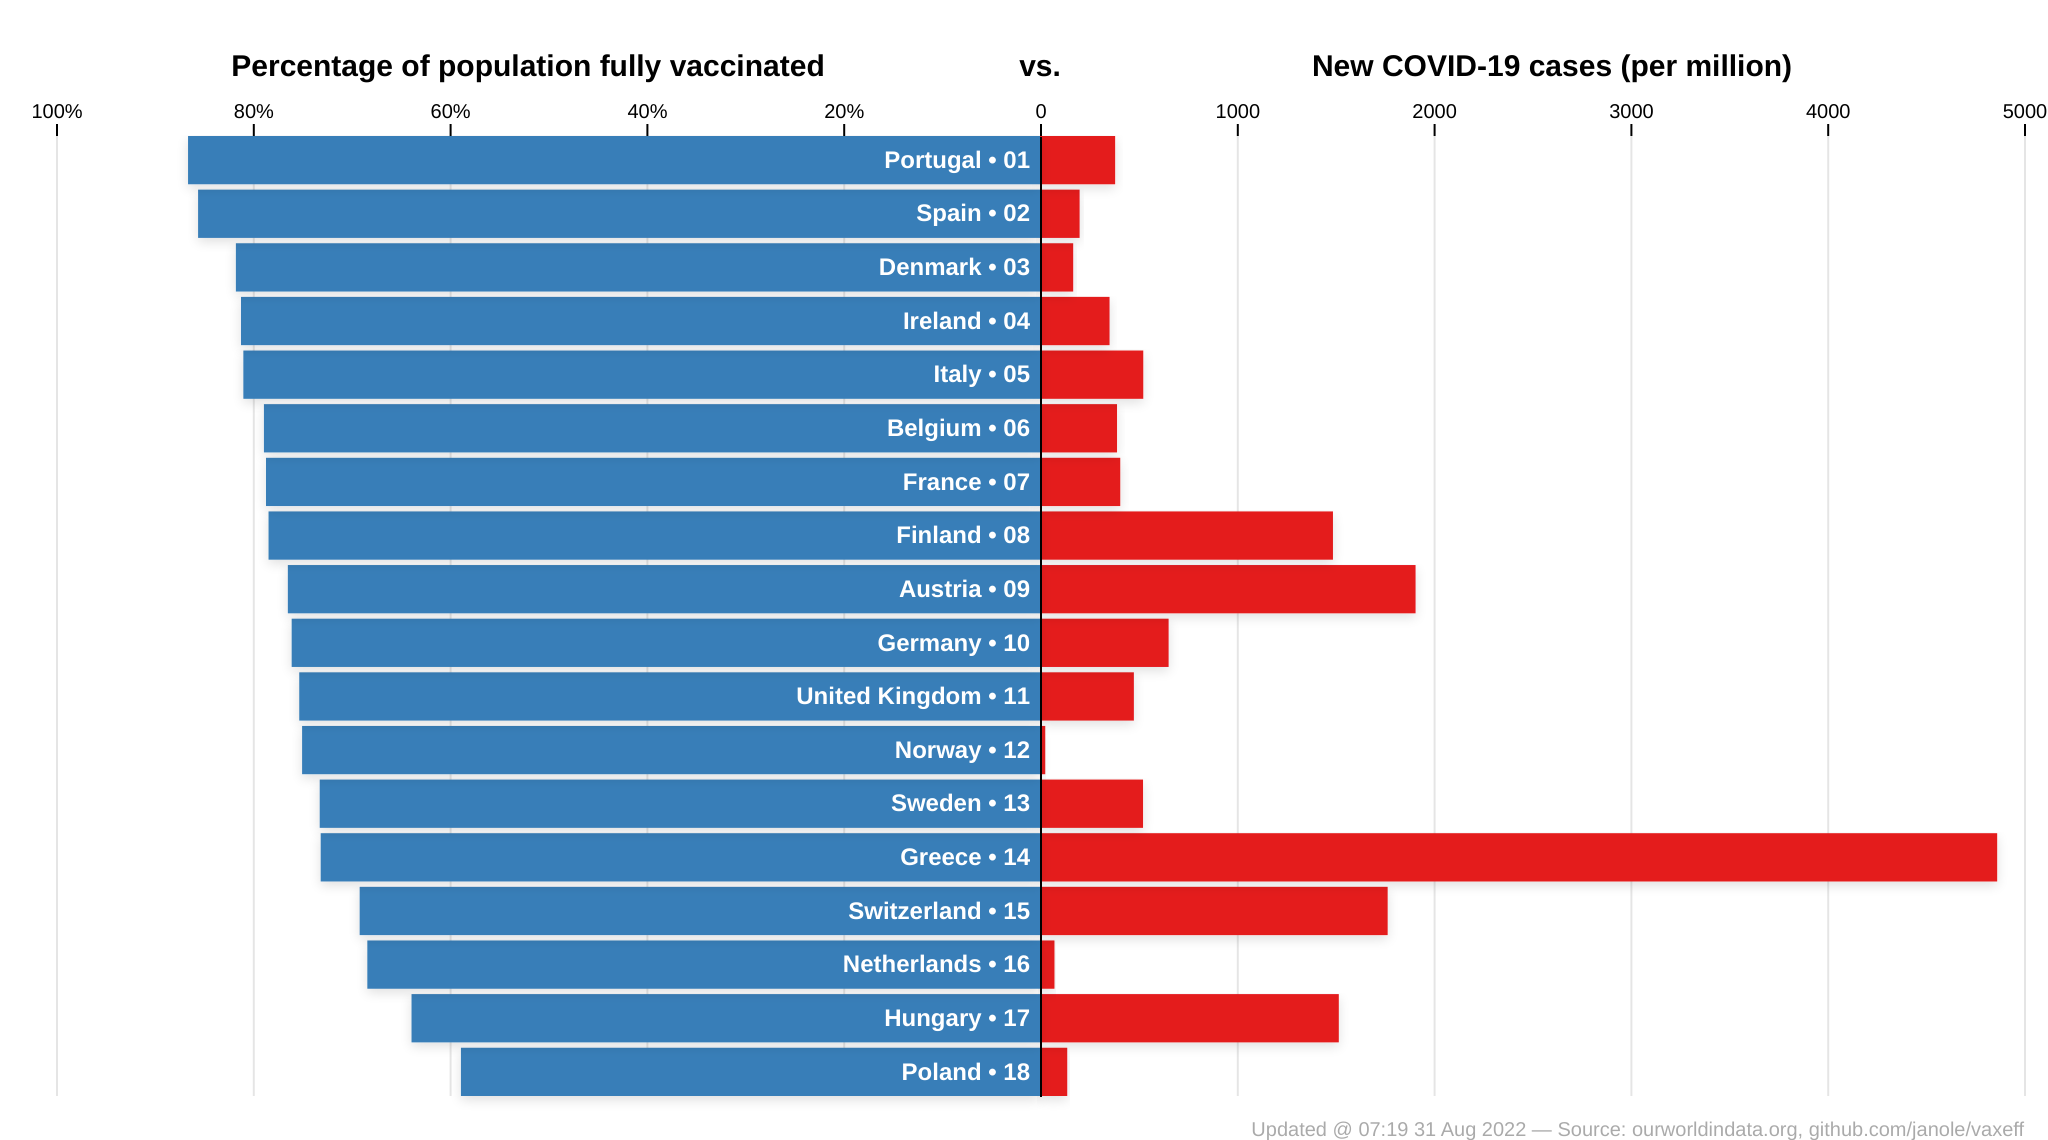 Percentage of population fully vaccinated vs. New COVID-19 cases (per million)
100% 80% 60% 40% 20% 0 1000 2000 3000 4000 5000
Portugal • 01
Spain • 02
Denmark • 03
Ireland • 04
Italy • 05
Belgium • 06
France • 07
Finland • 08
Austria • 09
Germany • 10
United Kingdom • 11
Norway • 12
Sweden • 13
Greece • 14
Switzerland • 15
Netherlands • 16
Hungary • 17
Poland • 18
Updated @ 07:19 31 Aug 2022 — Source: ourworldindata.org, github.com/janole/vaxeff